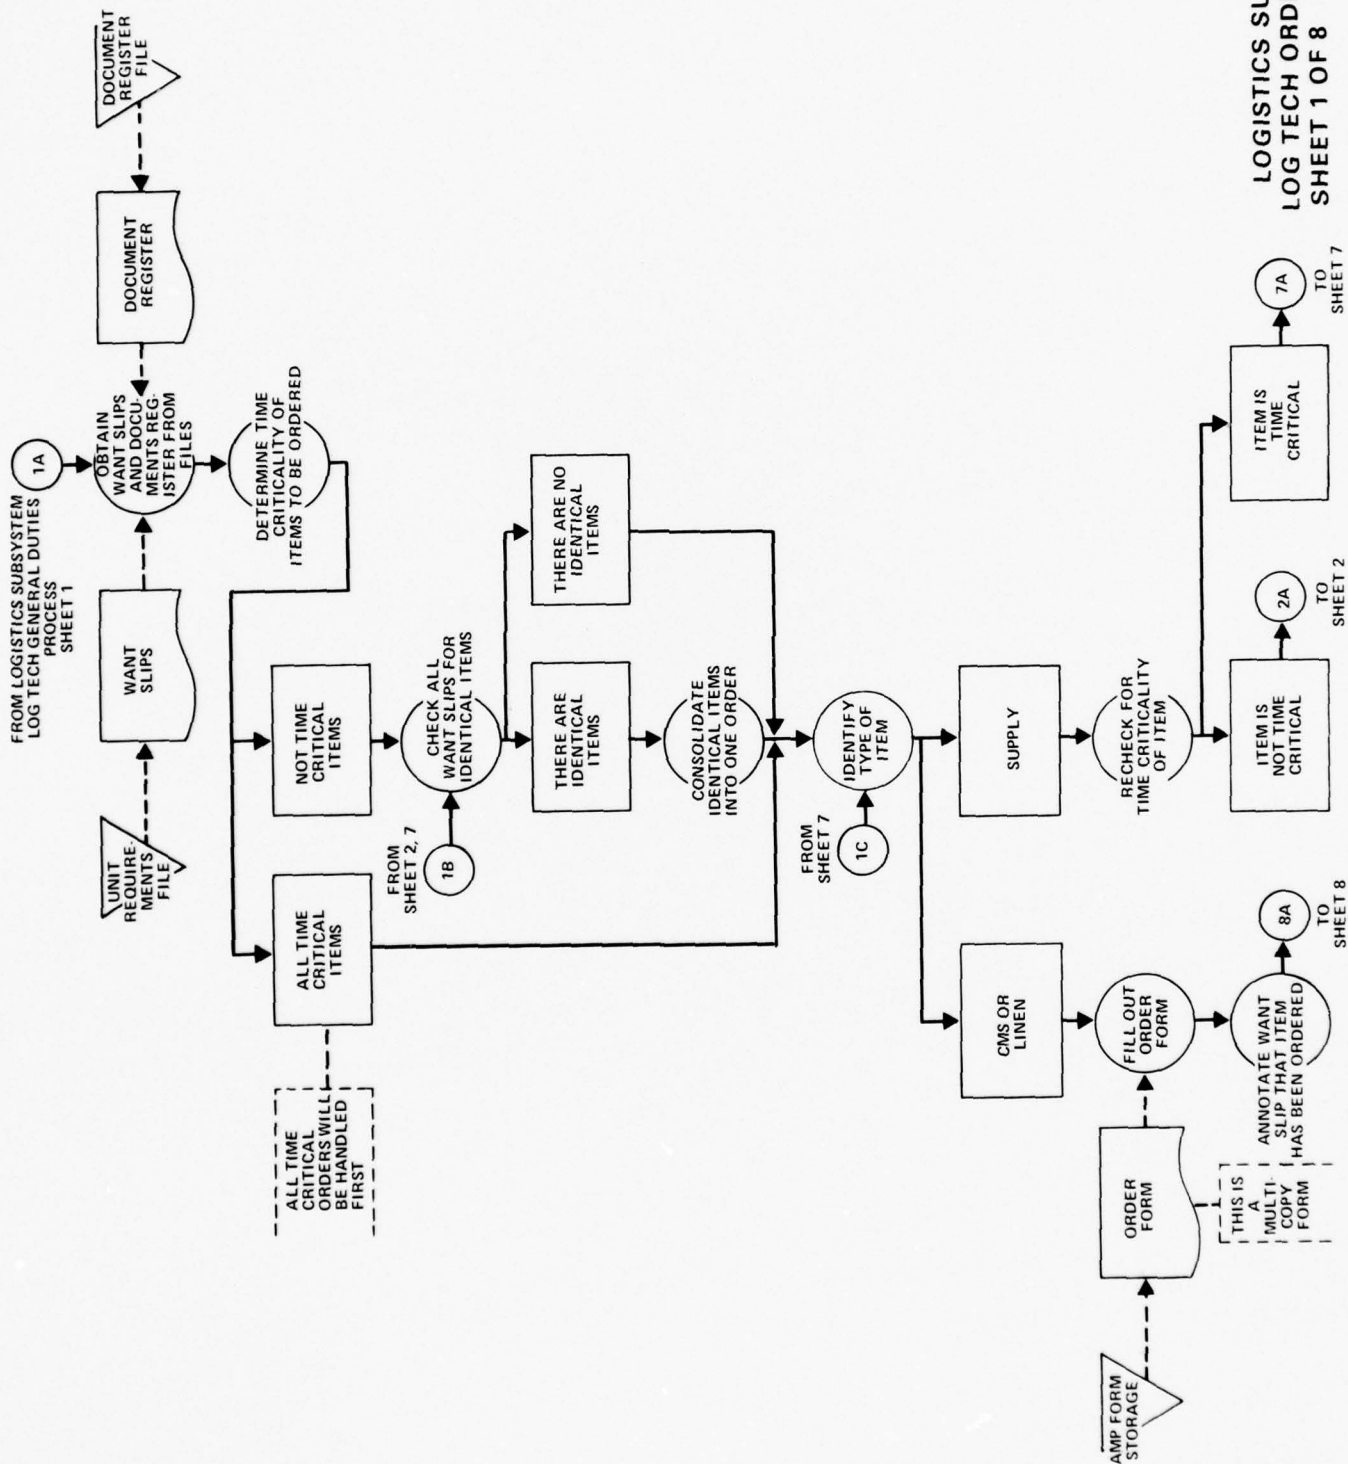 FROM LOGISTICS SUBSYSTEM
LOG TECH GENERAL DUTIES
PROCESS
SHEET 1
1A
UNIT
REQUIRE-
MENTS
FILE
WANT
SLIPS
OBTAIN
WANT SLIPS
AND DOCU-
MENTS REG-
ISTER FROM
FILES
DOCUMENT
REGISTER
DOCUMENT
REGISTER
FILE
DETERMINE TIME
CRITICALITY OF
ITEMS TO BE ORDERED
ALL TIME
CRITICAL
ORDERS WILL
BE HANDLED
FIRST
ALL TIME
CRITICAL
ITEMS
NOT TIME
CRITICAL
ITEMS
FROM
SHEET 2, 7
1B
CHECK ALL
WANT SLIPS FOR
IDENTICAL ITEMS
THERE ARE
IDENTICAL
ITEMS
THERE ARE NO
IDENTICAL
ITEMS
CONSOLIDATE
IDENTICAL ITEMS
INTO ONE ORDER
FROM
SHEET 7
1C
IDENTIFY
TYPE OF
ITEM
CMS OR
LINEN
SUPPLY
AMP FORM
STORAGE
ORDER
FORM
FILL OUT
ORDER
FORM
RECHECK FOR
TIME CRITICALITY
OF ITEM
THIS IS
A
MULTI-
COPY
FORM
ANNOTATE WANT
SLIP THAT ITEM
HAS BEEN ORDERED
8A
TO
SHEET 8
ITEM IS
NOT TIME
CRITICAL
2A
TO
SHEET 2
ITEM IS
TIME
CRITICAL
7A
TO
SHEET 7
LOGISTICS
LOG TECH
SHEET 1 OF 8